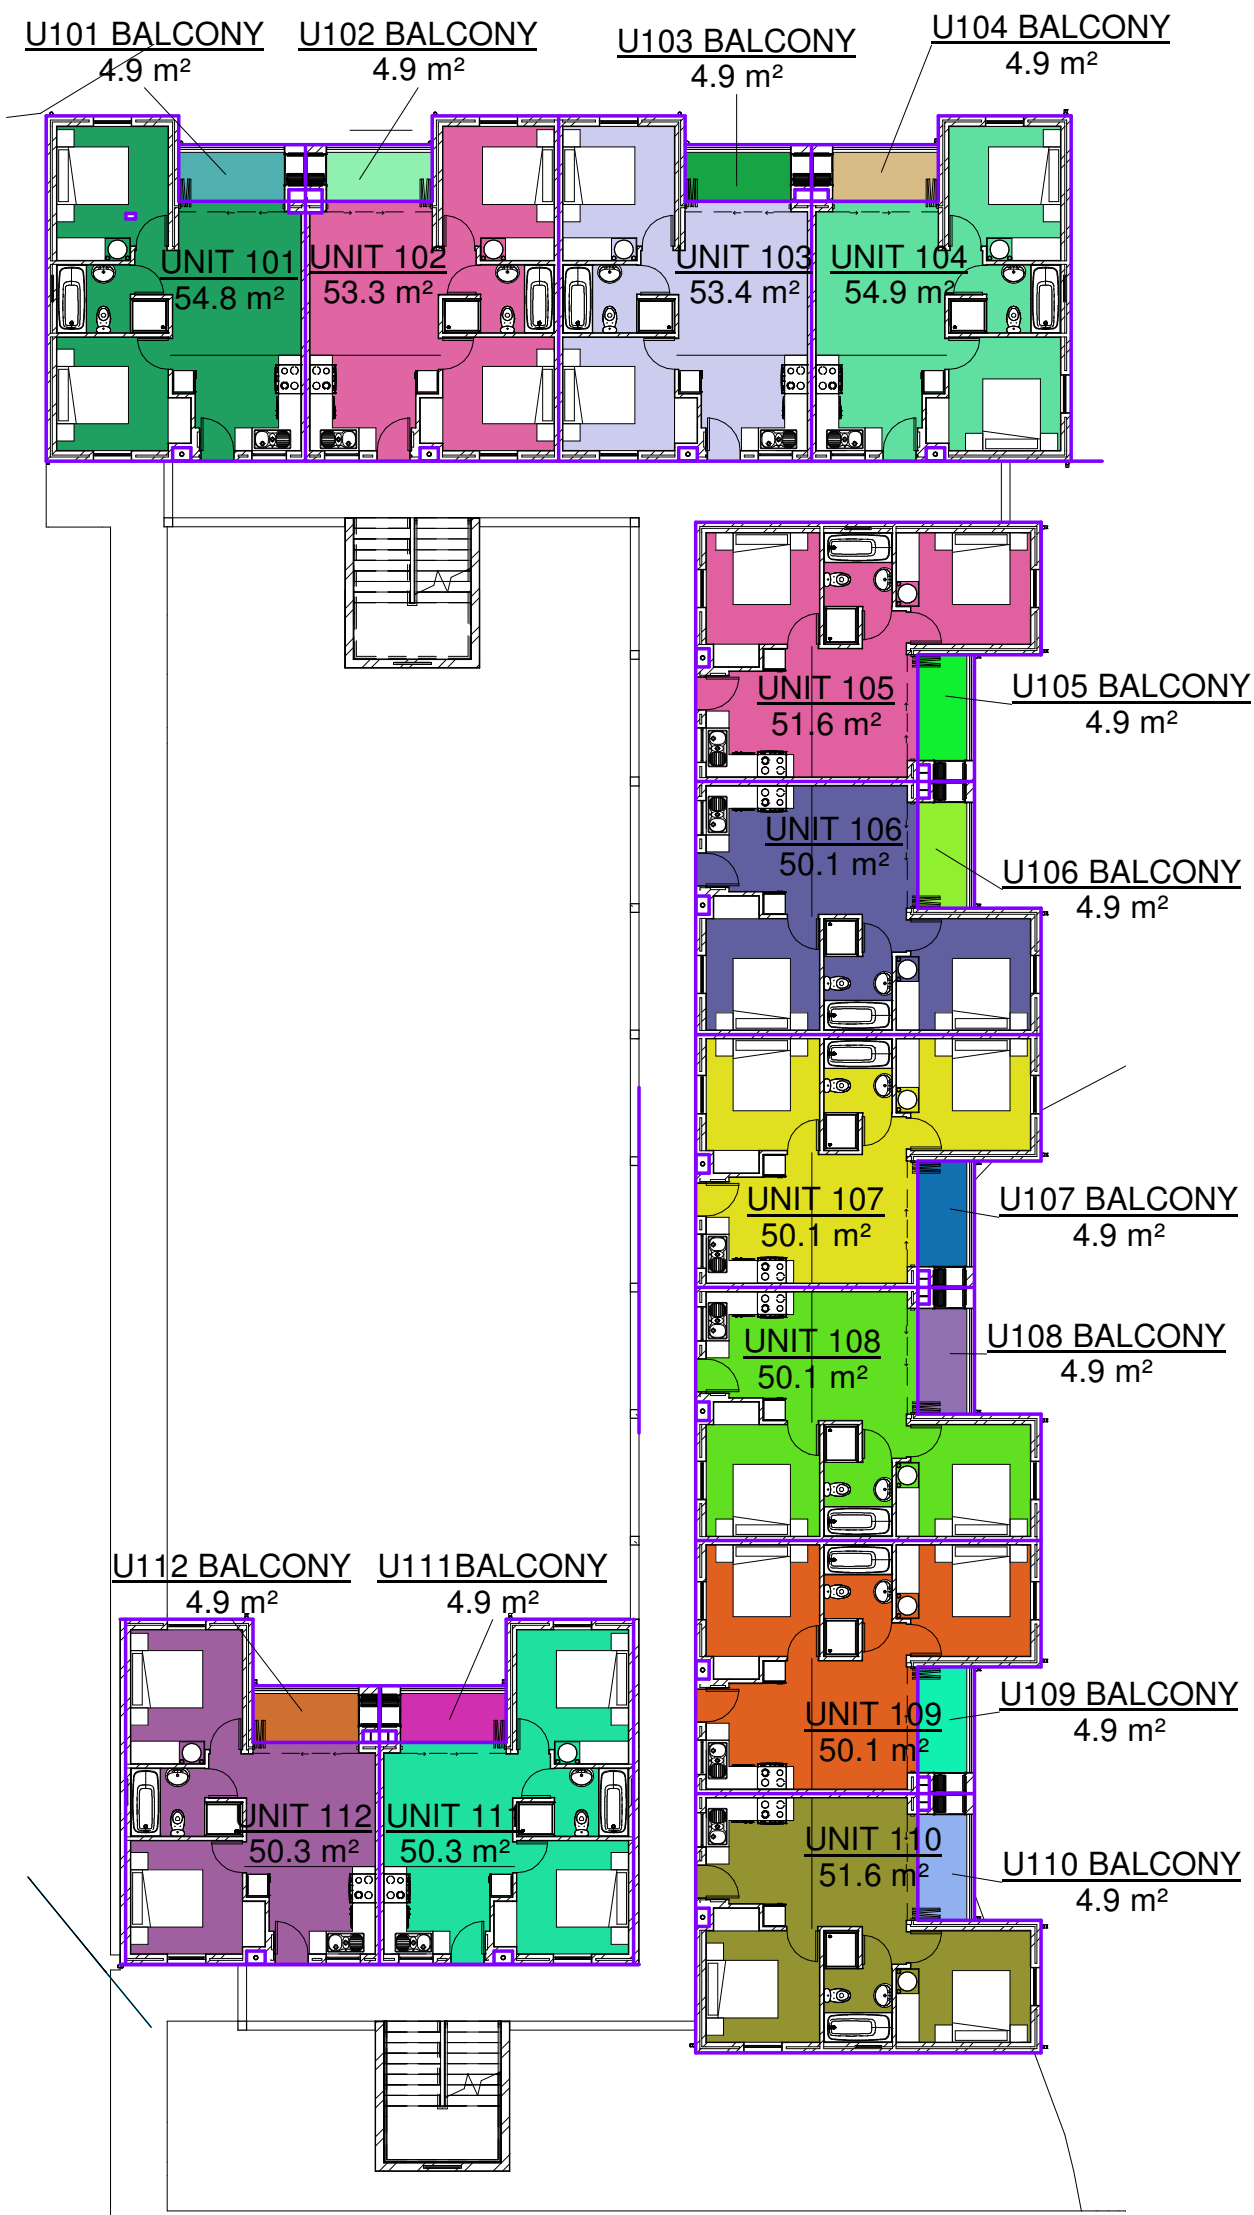 U101 BALCONY
4.9 m²
U102 BALCONY
4.9 m²
U103 BALCONY
4.9 m²
U104 BALCONY
4.9 m²
UNIT 101
54.8 m²
UNIT 102
53.3 m²
UNIT 103
53.4 m²
UNIT 104
54.9 m²
UNIT 105
51.6 m²
U105 BALCONY
4.9 m²
UNIT 106
50.1 m²
U106 BALCONY
4.9 m²
UNIT 107
50.1 m²
U107 BALCONY
4.9 m²
UNIT 108
50.1 m²
U108 BALCONY
4.9 m²
U112 BALCONY
4.9 m²
U111BALCONY
4.9 m²
UNIT 109
50.1 m²
U109 BALCONY
4.9 m²
UNIT 112
50.3 m²
UNIT 111
50.3 m²
UNIT 110
51.6 m²
U110 BALCONY
4.9 m²